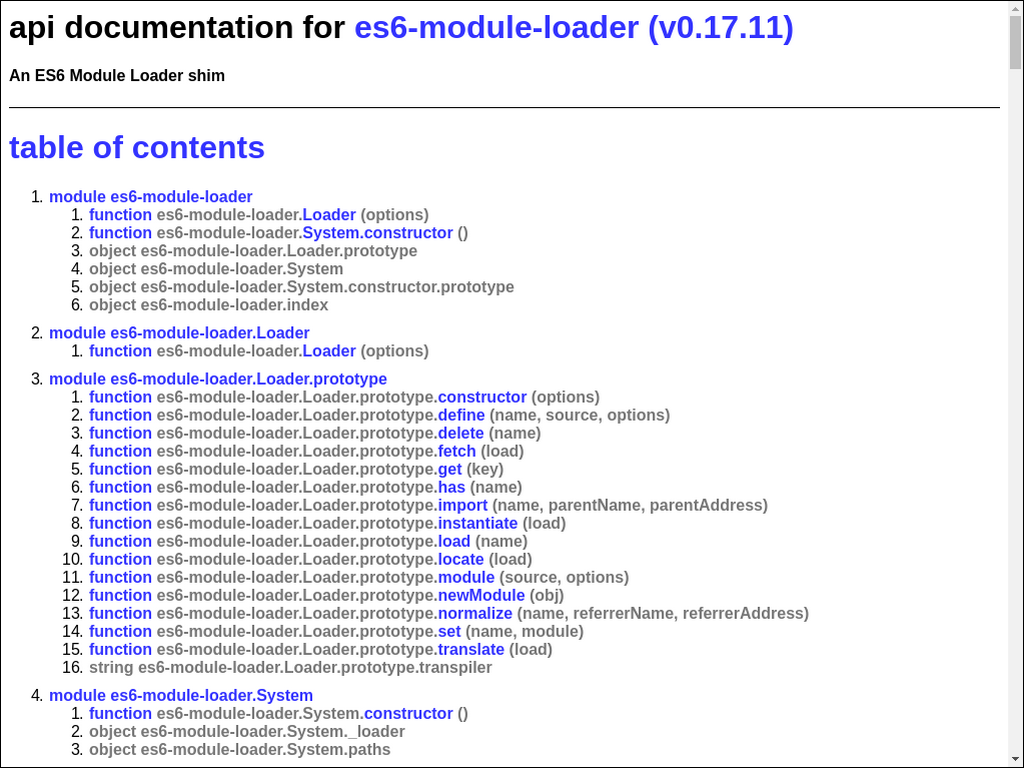 api documentation for es6-module-loader (v0.17.11)
An ES6 Module Loader shim
table of contents
1. module es6-module-loader
1. function es6-module-loader.Loader (options)
2. function es6-module-loader.System.constructor ()
3. object es6-module-loader.Loader.prototype
4. object es6-module-loader.System
5. object es6-module-loader.System.constructor.prototype
6. object es6-module-loader.index
2. module es6-module-loader.Loader
1. function es6-module-loader.Loader (options)
3. module es6-module-loader.Loader.prototype
1. function es6-module-loader.Loader.prototype.constructor (options)
2. function es6-module-loader.Loader.prototype.define (name, source, options)
3. function es6-module-loader.Loader.prototype.delete (name)
4. function es6-module-loader.Loader.prototype.fetch (load)
5. function es6-module-loader.Loader.prototype.get (key)
6. function es6-module-loader.Loader.prototype.has (name)
7. function es6-module-loader.Loader.prototype.import (name, parentName, parentAddress)
8. function es6-module-loader.Loader.prototype.instantiate (load)
9. function es6-module-loader.Loader.prototype.load (name)
10. function es6-module-loader.Loader.prototype.locate (load)
11. function es6-module-loader.Loader.prototype.module (source, options)
12. function es6-module-loader.Loader.prototype.newModule (obj)
13. function es6-module-loader.Loader.prototype.normalize (name, referrerName, referrerAddress)
14. function es6-module-loader.Loader.prototype.set (name, module)
15. function es6-module-loader.Loader.prototype.translate (load)
16. string es6-module-loader.Loader.prototype.transpiler
4. module es6-module-loader.System
1. function es6-module-loader.System.constructor ()
2. object es6-module-loader.System._loader
3. object es6-module-loader.System.paths